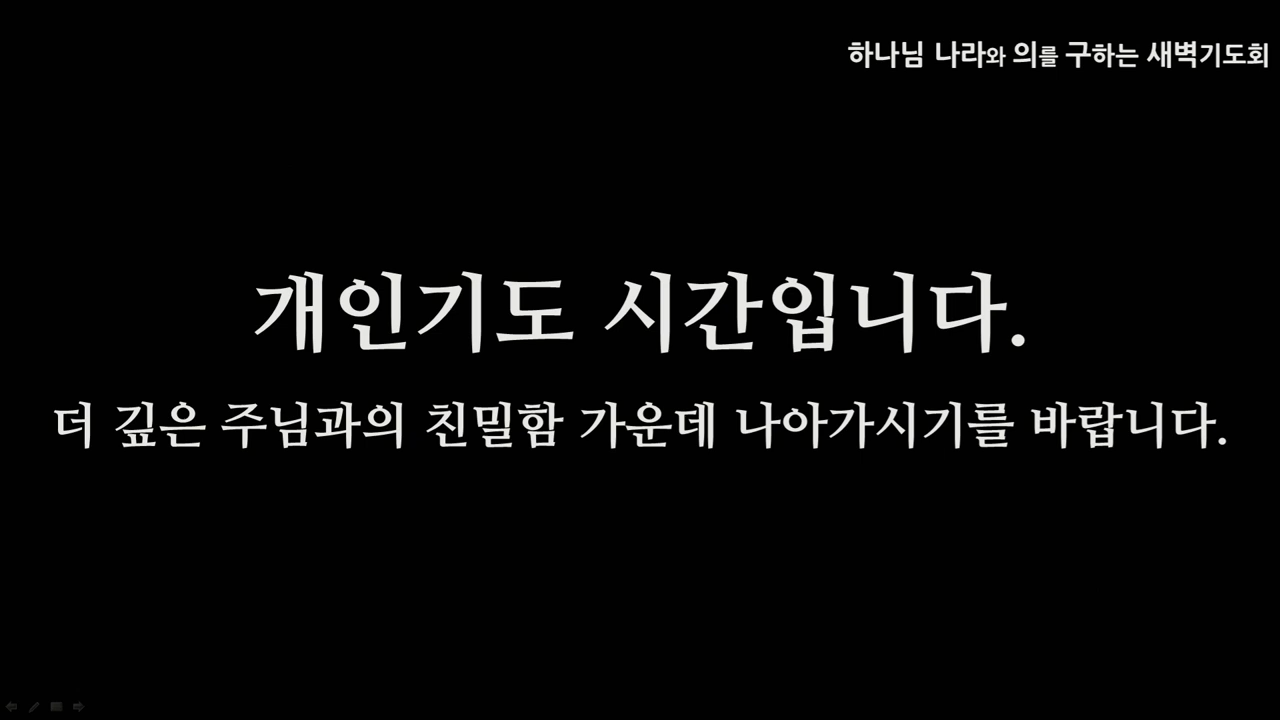 하나님 나라와 의를 구하는 새벽기도회
개인기도 시간입니다.
더 깊은 주님과의 친밀함 가운데 나아가시기를 바랍니다.